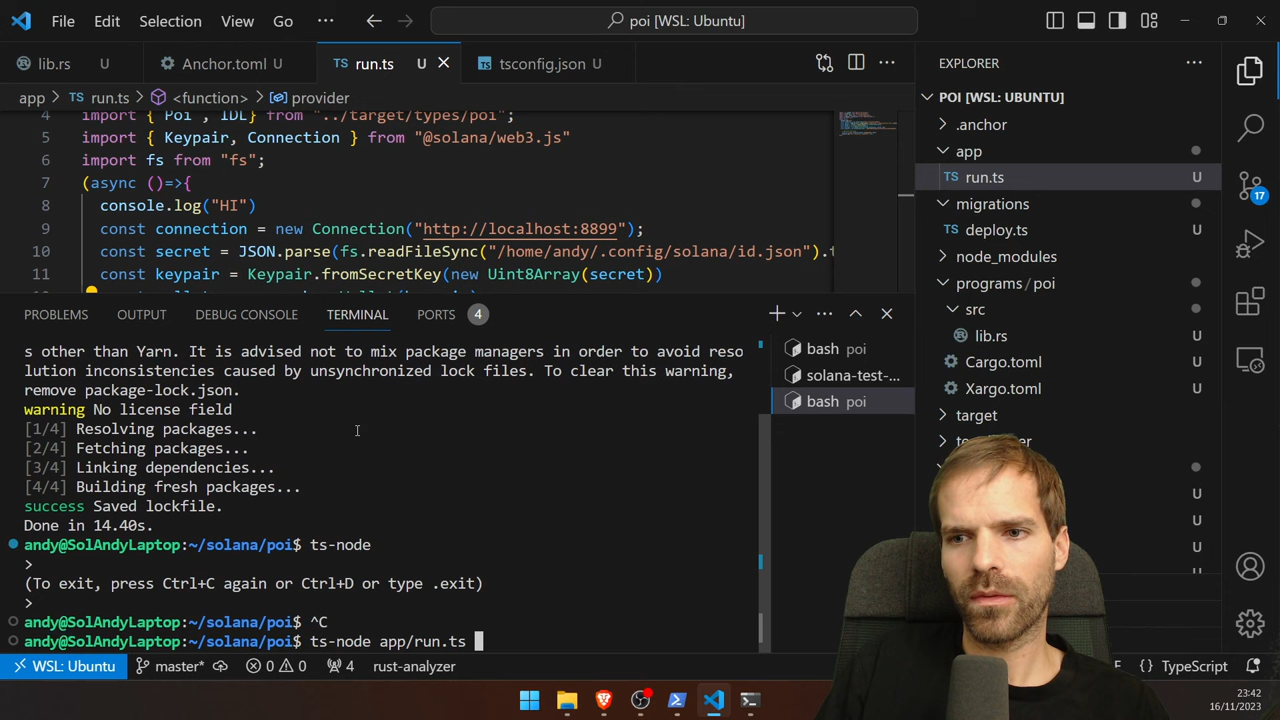 File Edit Selection View Go ··· poi [WSL: Ubuntu]
lib.rs U Anchor.toml U TS run.ts U tsconfig.json U
EXPLORER
app > TS run.ts > <function> > provider
4 import { Poi , IDL} from "../target/types/poi";
5 import { Keypair, Connection } from "@solana/web3.js"
6 import fs from "fs";
7 (async ()=>{
8 console.log("HI")
9 const connection = new Connection("http://localhost:8899");
10 const secret = JSON.parse(fs.readFileSync("/home/andy/.config/solana/id.json").t
11 const keypair = Keypair.fromSecretKey(new Uint8Array(secret))
PROBLEMS OUTPUT DEBUG CONSOLE TERMINAL PORTS 4
s other than Yarn. It is advised not to mix package managers in order to avoid reso
lution inconsistencies caused by unsynchronized lock files. To clear this warning,
remove package-lock.json.
warning No license field
[1/4] Resolving packages...
[2/4] Fetching packages...
[3/4] Linking dependencies...
[4/4] Building fresh packages...
success Saved lockfile.
Done in 14.40s.
andy@SolAndyLaptop:~/solana/poi$ ts-node
>
(To exit, press Ctrl+C again or Ctrl+D or type .exit)
>
andy@SolAndyLaptop:~/solana/poi$ ^C
andy@SolAndyLaptop:~/solana/poi$ ts-node app/run.ts
bash poi
solana-test-...
bash poi
POI [WSL: UBUNTU]
.anchor
app
TS run.ts U
migrations
TS deploy.ts U
node_modules
programs / poi
src
lib.rs U
Cargo.toml U
Xargo.toml U
target
U
U
U
17
WSL: Ubuntu master* 0 0 4 rust-analyzer
{} TypeScript
23:42
16/11/2023